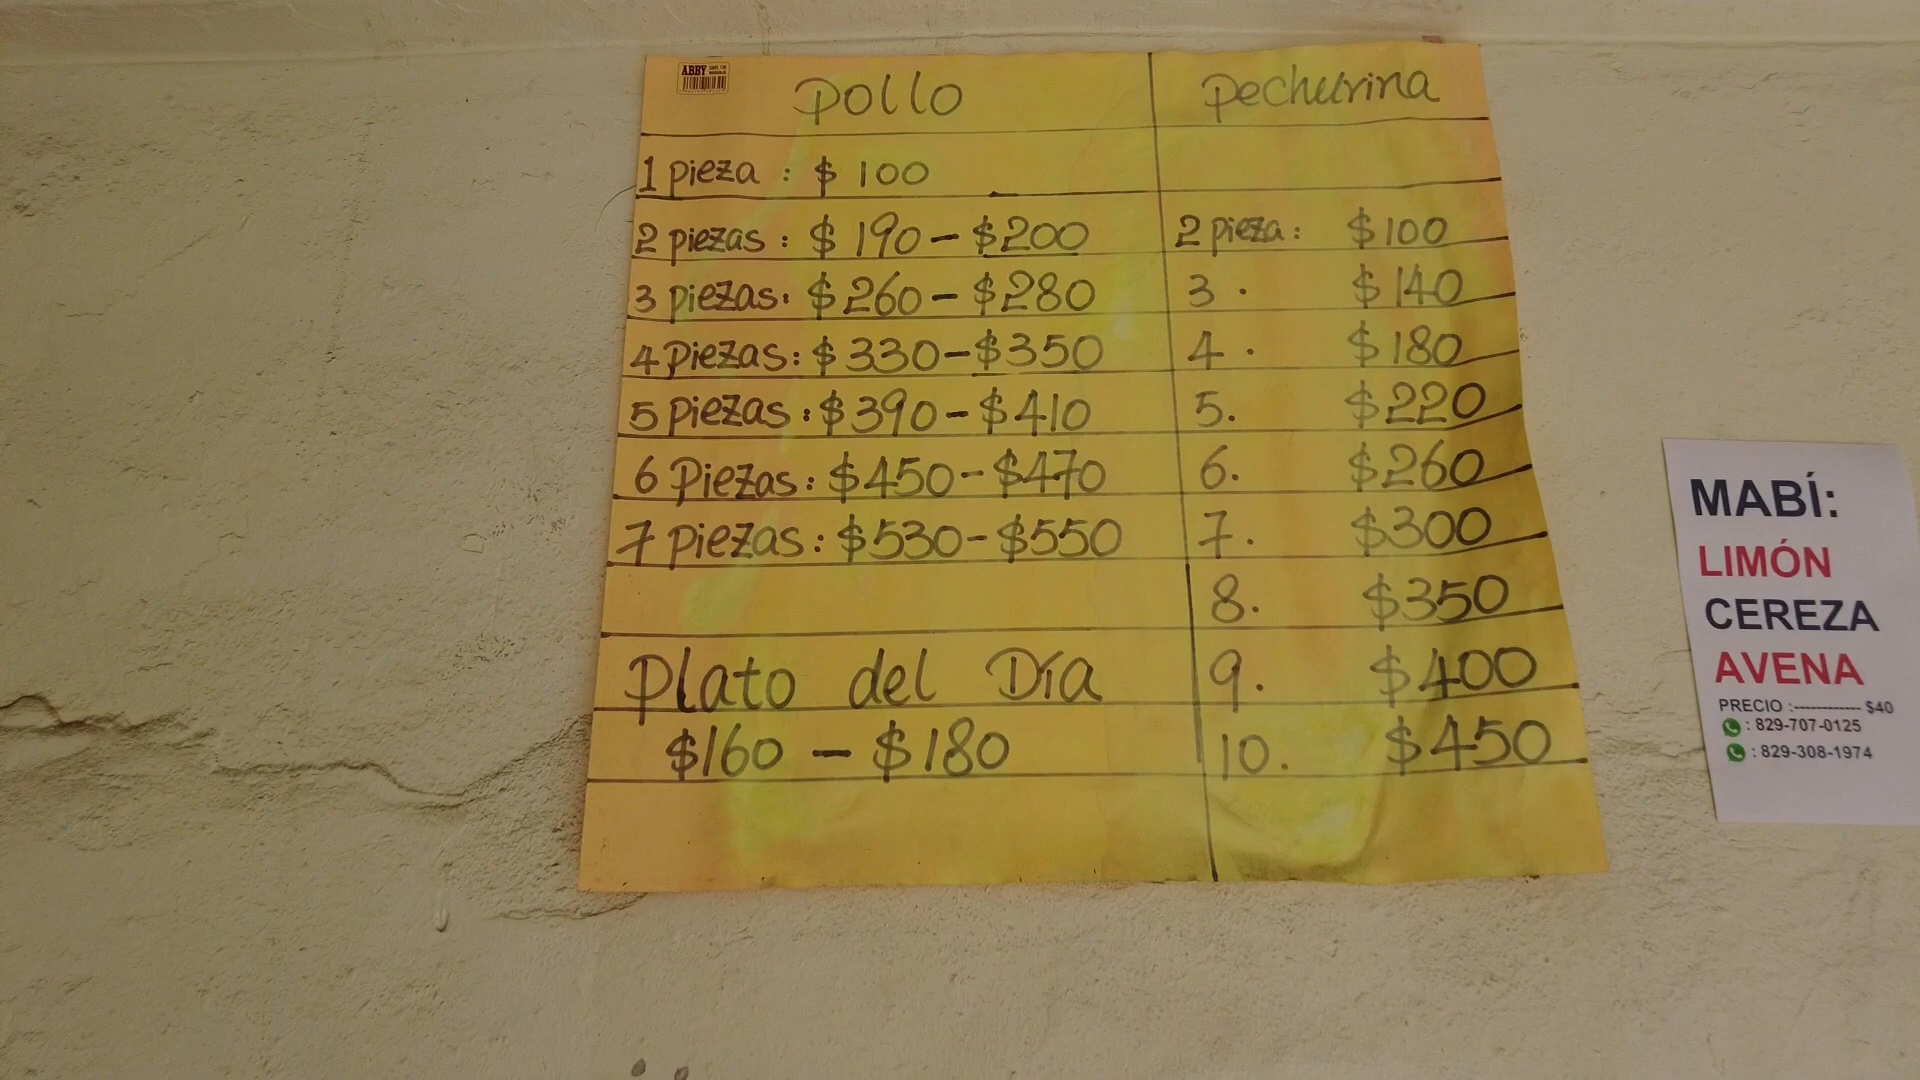 ABBY
Pollo
1 pieza : $ 100
2 piezas : $ 190 - $200
3 piezas: $260 - $280
4 Piezas: $330 - $350
5 piezas: $390 - $410
6 Piezas: $450 - $470
7 piezas: $530 - $550
Plato del Día
$160 - $180
Pechurina
2 pieza: $100
3. $140
4. $180
5. $220
6. $260
7. $300
8. $350
9. $400
10. $450
MABÍ:
LIMÓN
CEREZA
AVENA
PRECIO :------------ $40
: 829-707-0125
: 829-308-1974